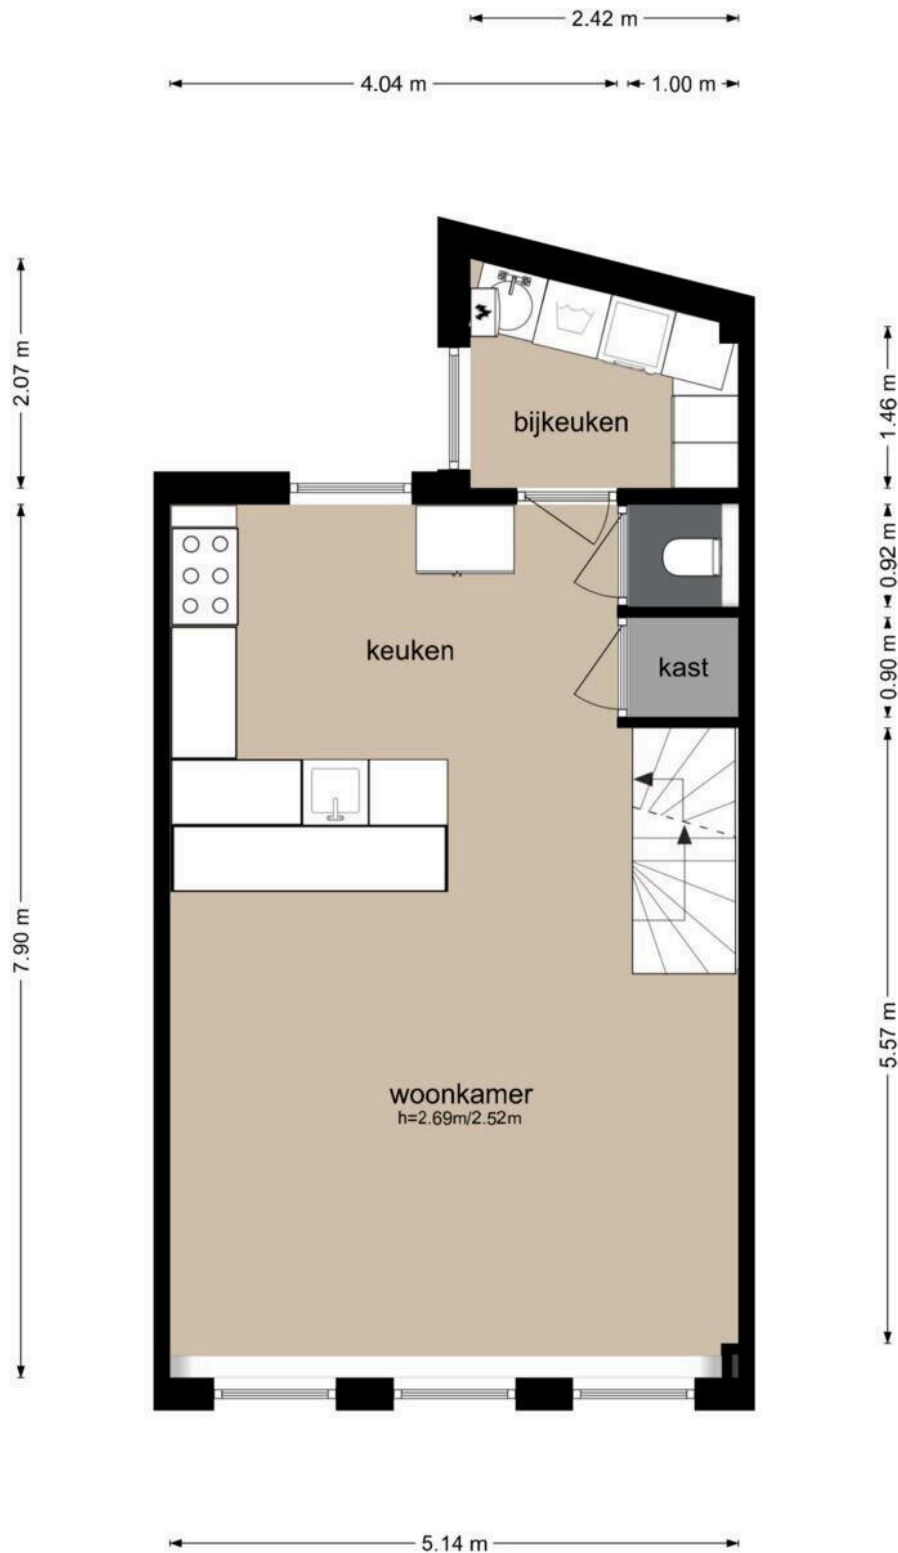 2.42 m
4.04 m
1.00 m
2.07 m
1.46 m
bijkeuken
0.92 m
keuken
kast
0.90 m
7.90 m
5.57 m
woonkamer
h=2.69m/2.52m
5.14 m